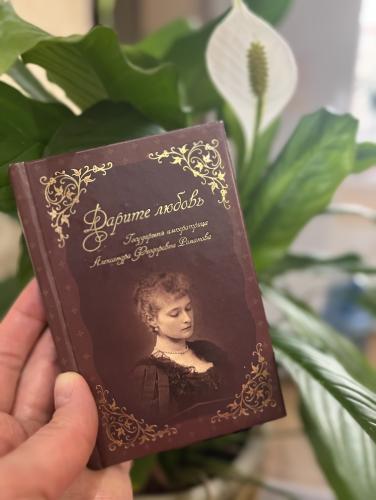 Дарите любовь
Государыня императрица
Александра Феодоровна Романова